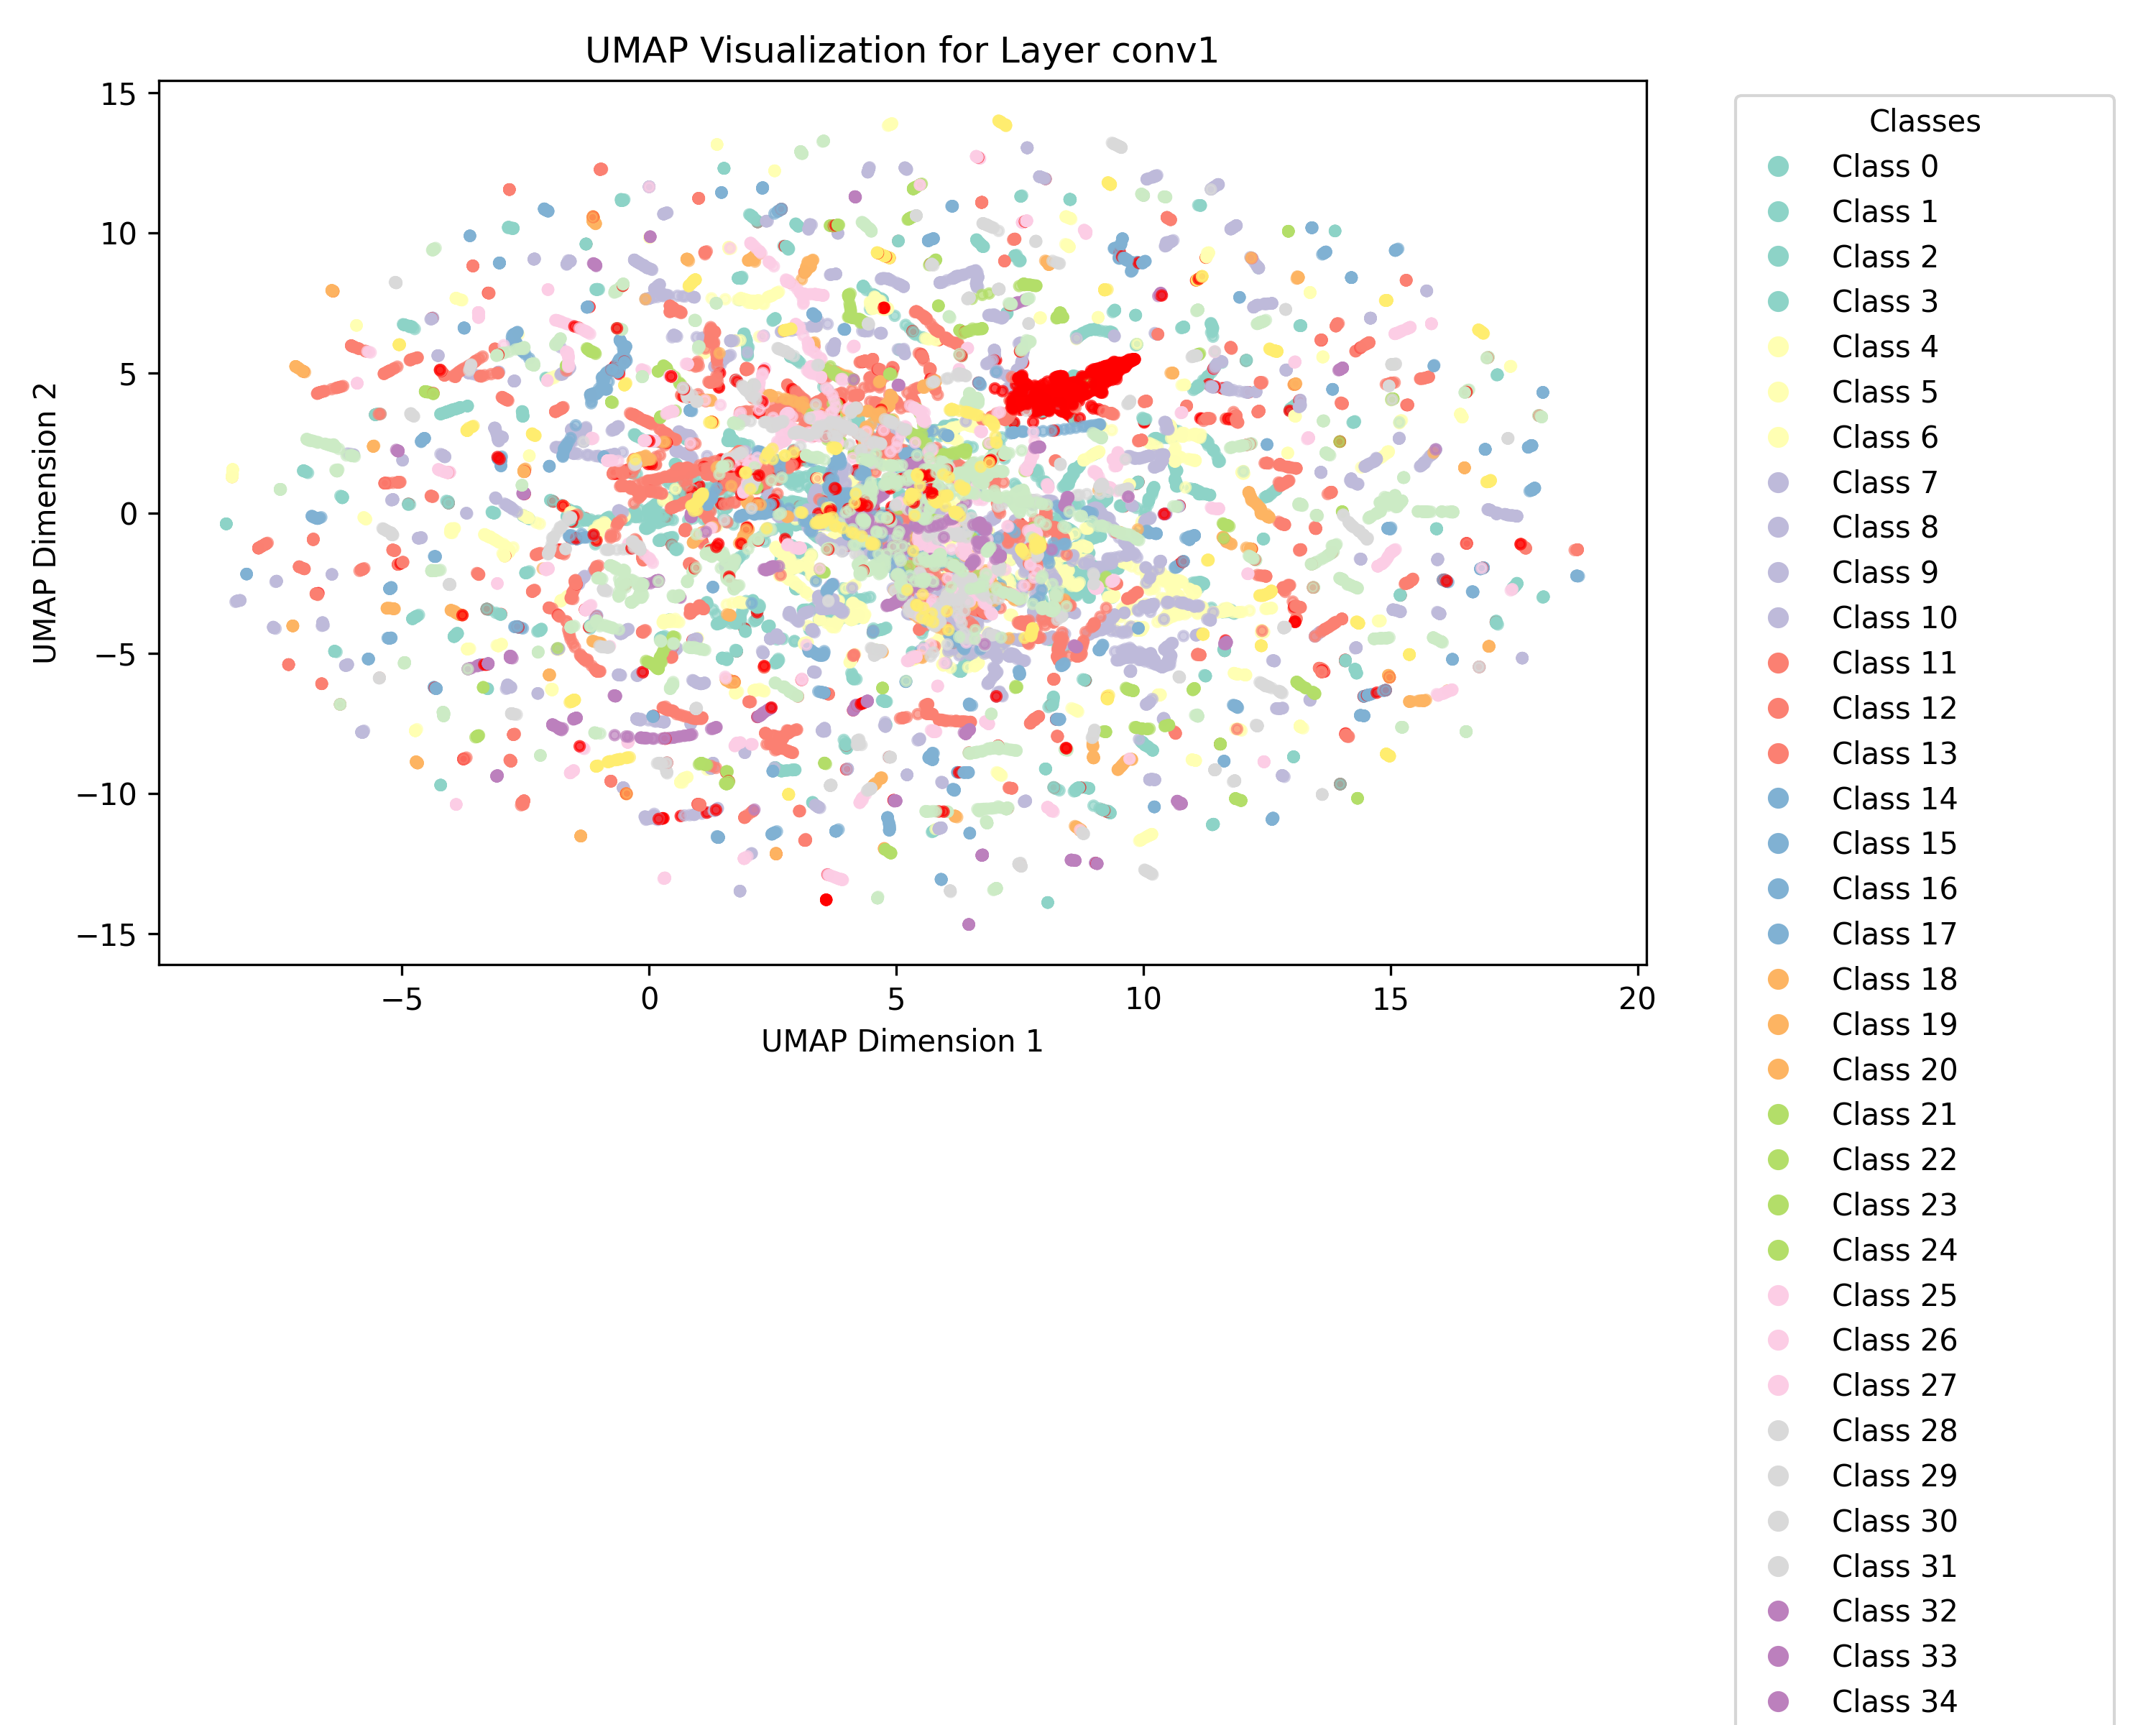 UMAP Visualization for Layer conv1
15
10
5
0
−5
−10
−15
UMAP Dimension 2
−5
0
5
10
15
20
UMAP Dimension 1
Classes
Class 0
Class 1
Class 2
Class 3
Class 4
Class 5
Class 6
Class 7
Class 8
Class 9
Class 10
Class 11
Class 12
Class 13
Class 14
Class 15
Class 16
Class 17
Class 18
Class 19
Class 20
Class 21
Class 22
Class 23
Class 24
Class 25
Class 26
Class 27
Class 28
Class 29
Class 30
Class 31
Class 32
Class 33
Class 34